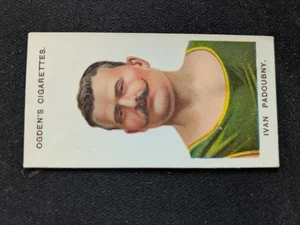 OGDEN'S CIGARETTES.
IVAN PADOUBNY.